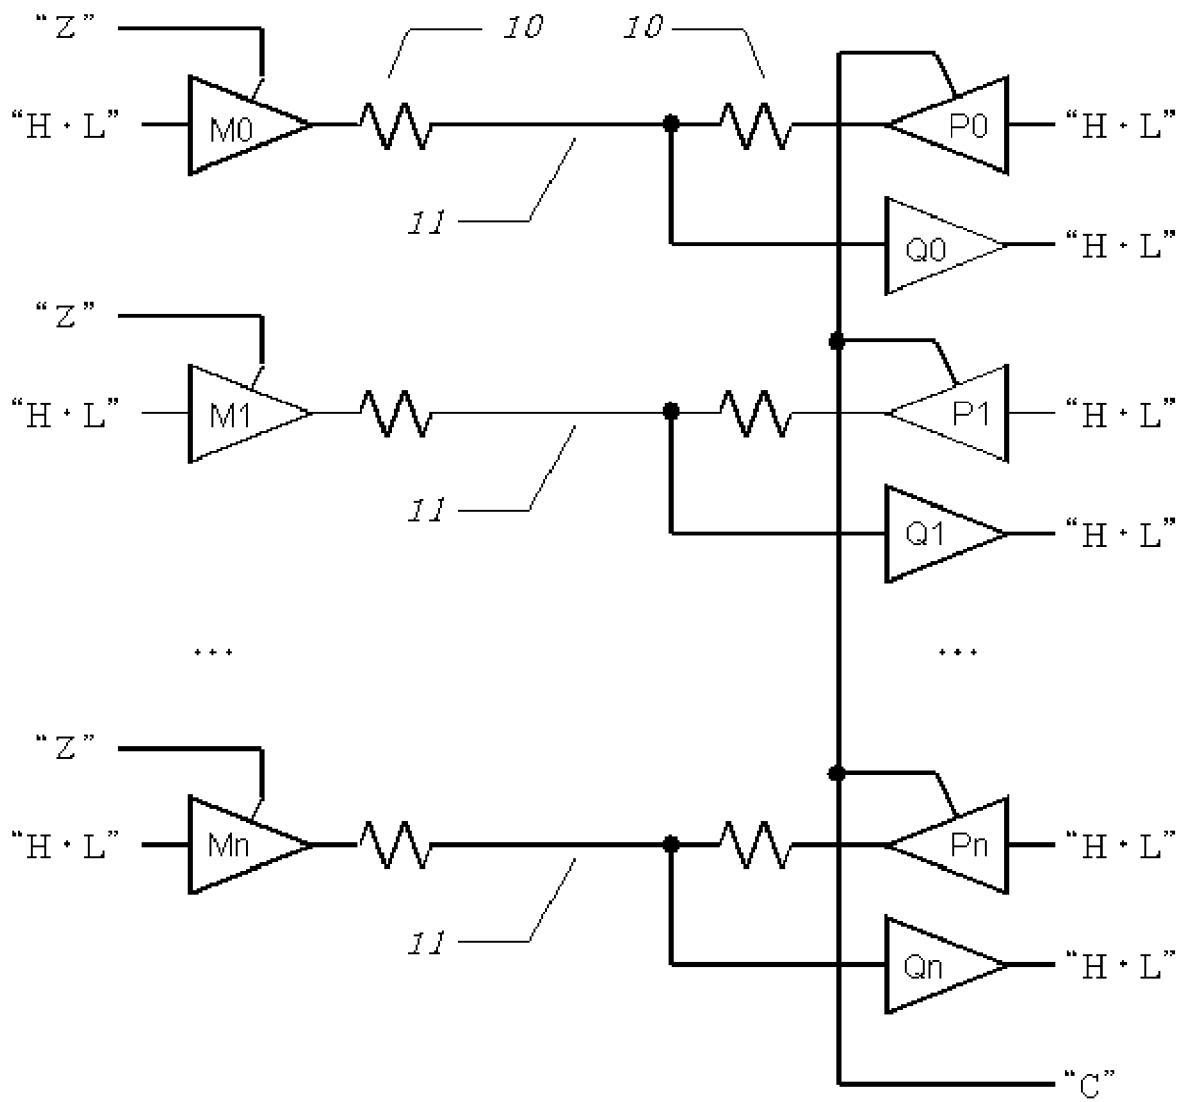 “Z” 10 10
“H・L” M0 P0 “H・L”
11
Q0 “H・L”
“Z”
“H・L” M1 P1 “H・L”
11
Q1 “H・L”
... ...
“Z”
“H・L” Mn Pn “H・L”
11
Qn “H・L”
“C”